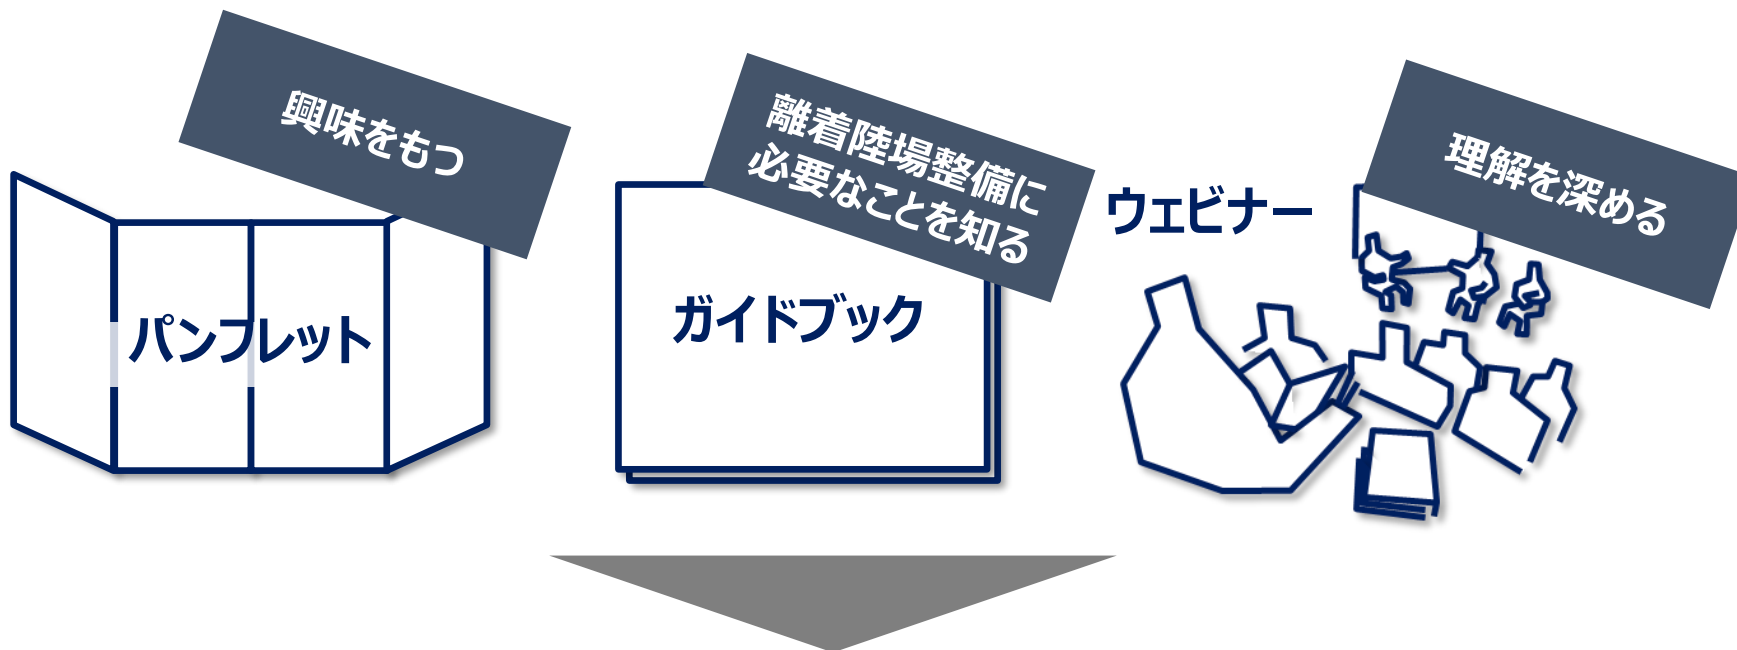 興味をもつ
パンフレット
離着陸場整備に
必要なことを知る
ガイドブック
理解を深める
ウェビナー